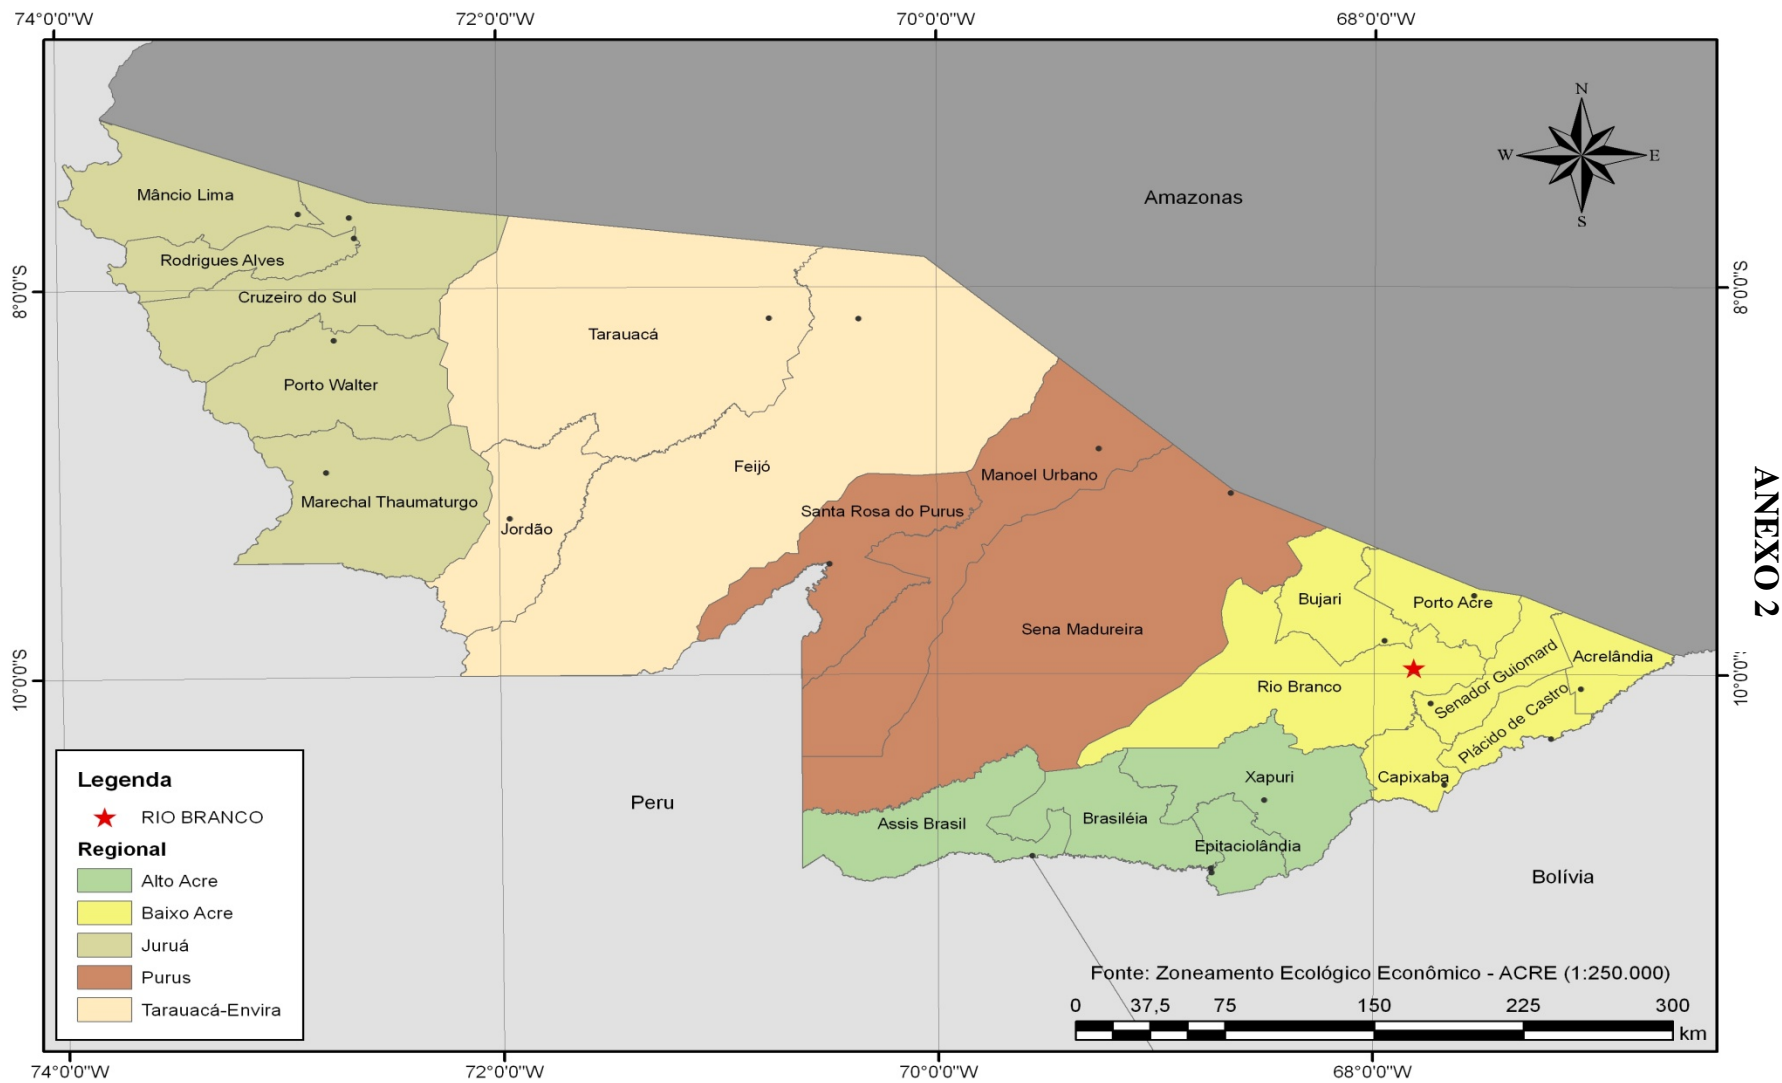 74°0'0"W
72°0'0"W
70°0'0"W
68°0'0"W
N
W
E
S
Amazonas
Mâncio Lima
Rodrigues Alves
Cruzeiro do Sul
8°0'0"S
8°0'0"S
Tarauacá
Porto Walter
Feijó
Manoel Urbano
Marechal Thaumaturgo
Santa Rosa do Purus
Jordão
ANEXO 2
Bujari
Porto Acre
Sena Madureira
Acrelândia
Senador Guiomard
Rio Branco
Plácido de Castro
10°0'0"S
10°0'0"S
Xapuri
Capixaba
Peru
Assis Brasil
Brasiléia
Epitaciolândia
Bolívia
Legenda
RIO BRANCO
Regional
Alto Acre
Baixo Acre
Juruá
Purus
Tarauacá-Envira
Fonte: Zoneamento Ecológico Econômico - ACRE (1:250.000)
0 37,5 75 150 225 300
km
74°0'0"W
72°0'0"W
70°0'0"W
68°0'0"W